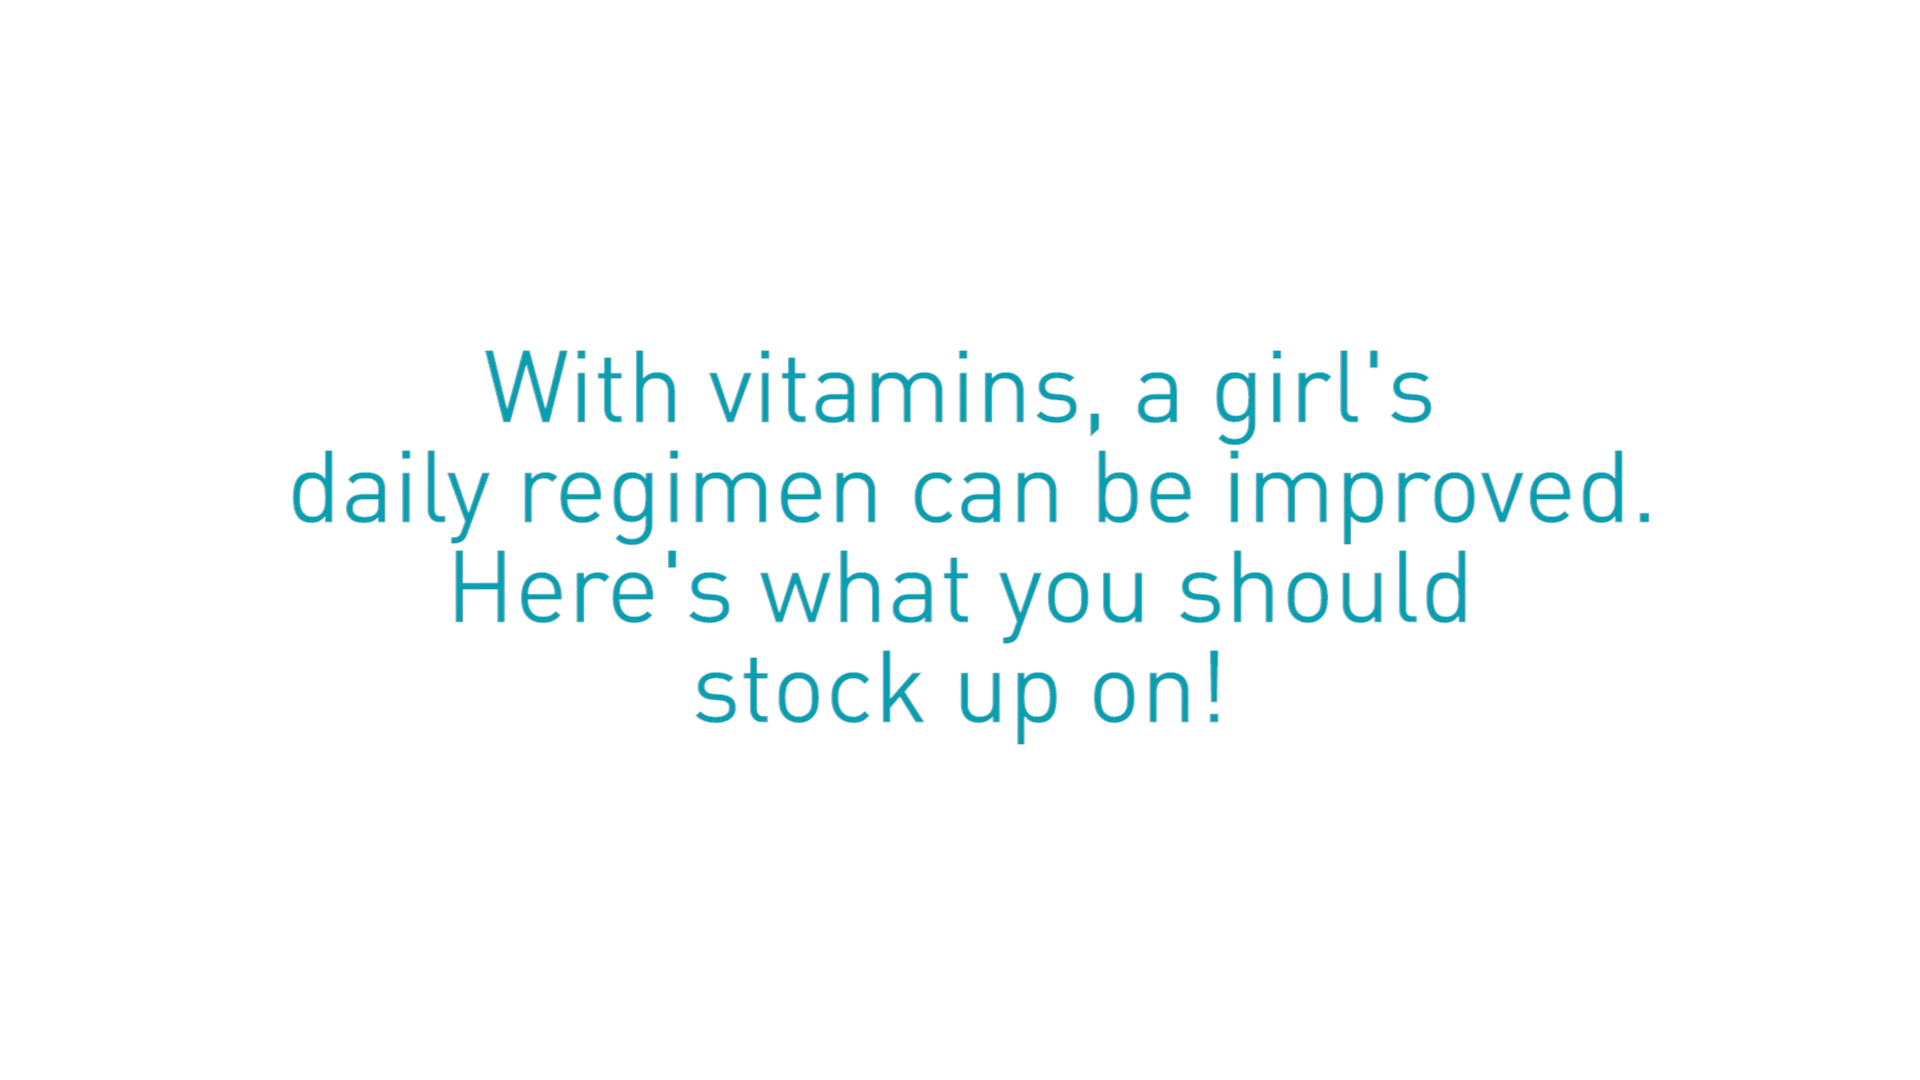 With vitamins, a girl's
daily regimen can be improved.
Here's what you should
stock up on!